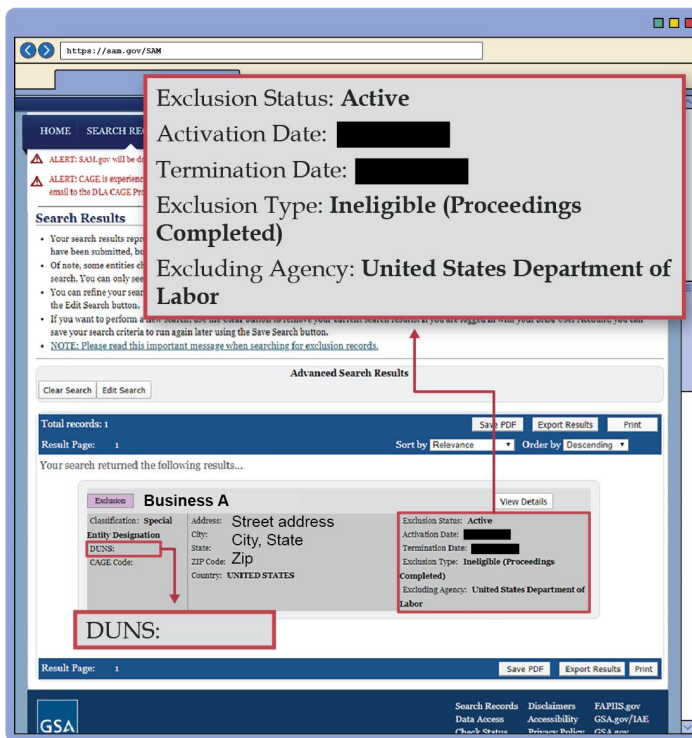 https://sam.gov/SAM
Exclusion Status: Active
Activation Date:
Termination Date:
Exclusion Type: Ineligible (Proceedings
Completed)
Excluding Agency: United States Department of
Labor
HOME SEARCH
ALERT: SAM.gov will be
ALERT: CAGE is
email to the DLA CAGE
Search Results
Your search results
have been submitted,
Of note, some entities
search. You can only see
You can refine your
the Edit Search button.
If you want to perform a new search, use the Clear button to remove your current search results. If you are logged in with your User Account, you can
save your search criteria to run again later using the Save Search button.
NOTE: Please read this important message when searching for exclusion records.
Advanced Search Results
Clear Search Edit Search
Total records: 1 Save PDF Export Results Print
Result Page: 1 Sort by Relevance Order by Descending
Your search returned the following results...
Exclusion Business A View Details
Classification: Special Address: Street address Exclusion Status: Active
Entity Designation City: City, State Activation Date:
DUNS: State: Termination Date:
CAGE Code: ZIP Code: Zip Exclusion Type: Ineligible (Proceedings
Country: UNITED STATES Completed)
Excluding Agency: United States Department of
Labor
DUNS:
Result Page: 1 Save PDF Export Results Print
GSA
Search Records Disclaimers FAPIIS.gov
Data Access Accessibility GSA.gov/IAE
Check Status Privacy Policy GSA.gov